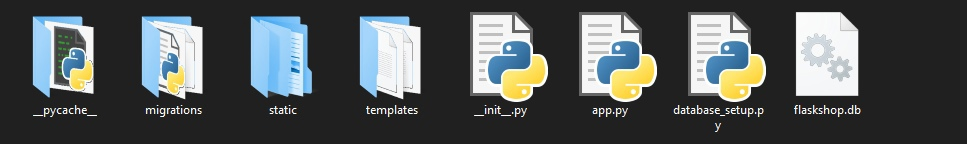 __pycache__
migrations
static
templates
__init__.py
app.py
database_setup.p
y
flaskshop.db